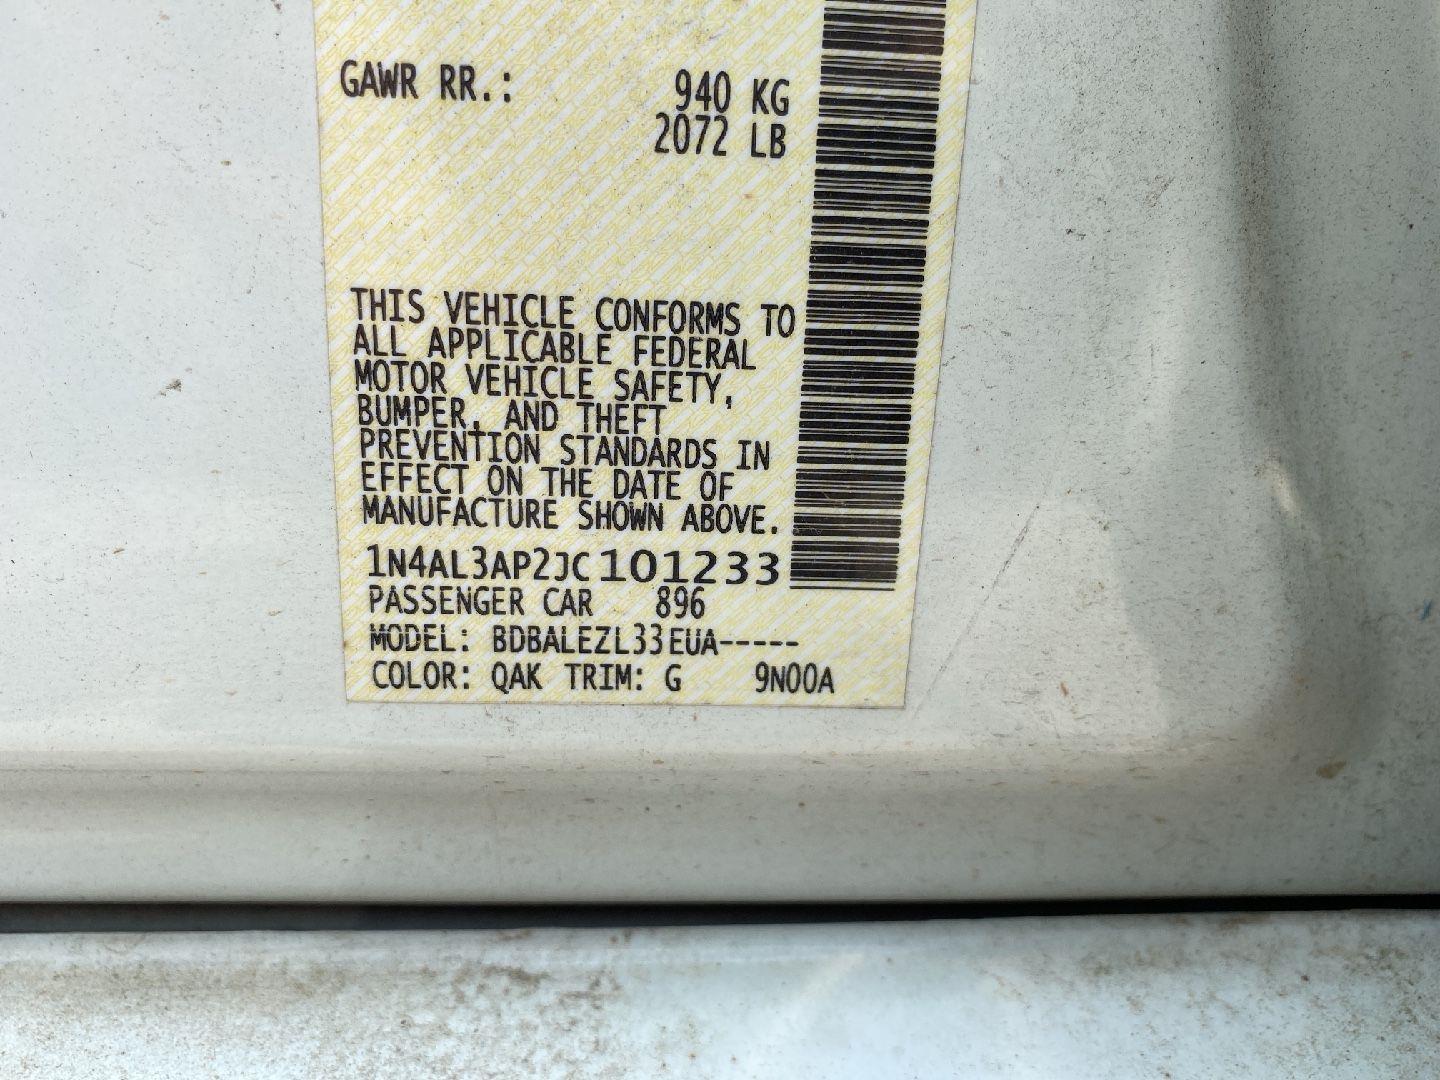 GAWR RR.: 940 KG
2072 LB
THIS VEHICLE CONFORMS TO
ALL APPLICABLE FEDERAL
MOTOR VEHICLE SAFETY,
BUMPER, AND THEFT
PREVENTION STANDARDS IN
EFFECT ON THE DATE OF
MANUFACTURE SHOWN ABOVE.
1N4AL3AP2JC101233
PASSENGER CAR 896
MODEL: BDBALEZL33EUA-----
COLOR: QAK TRIM: G 9N00A